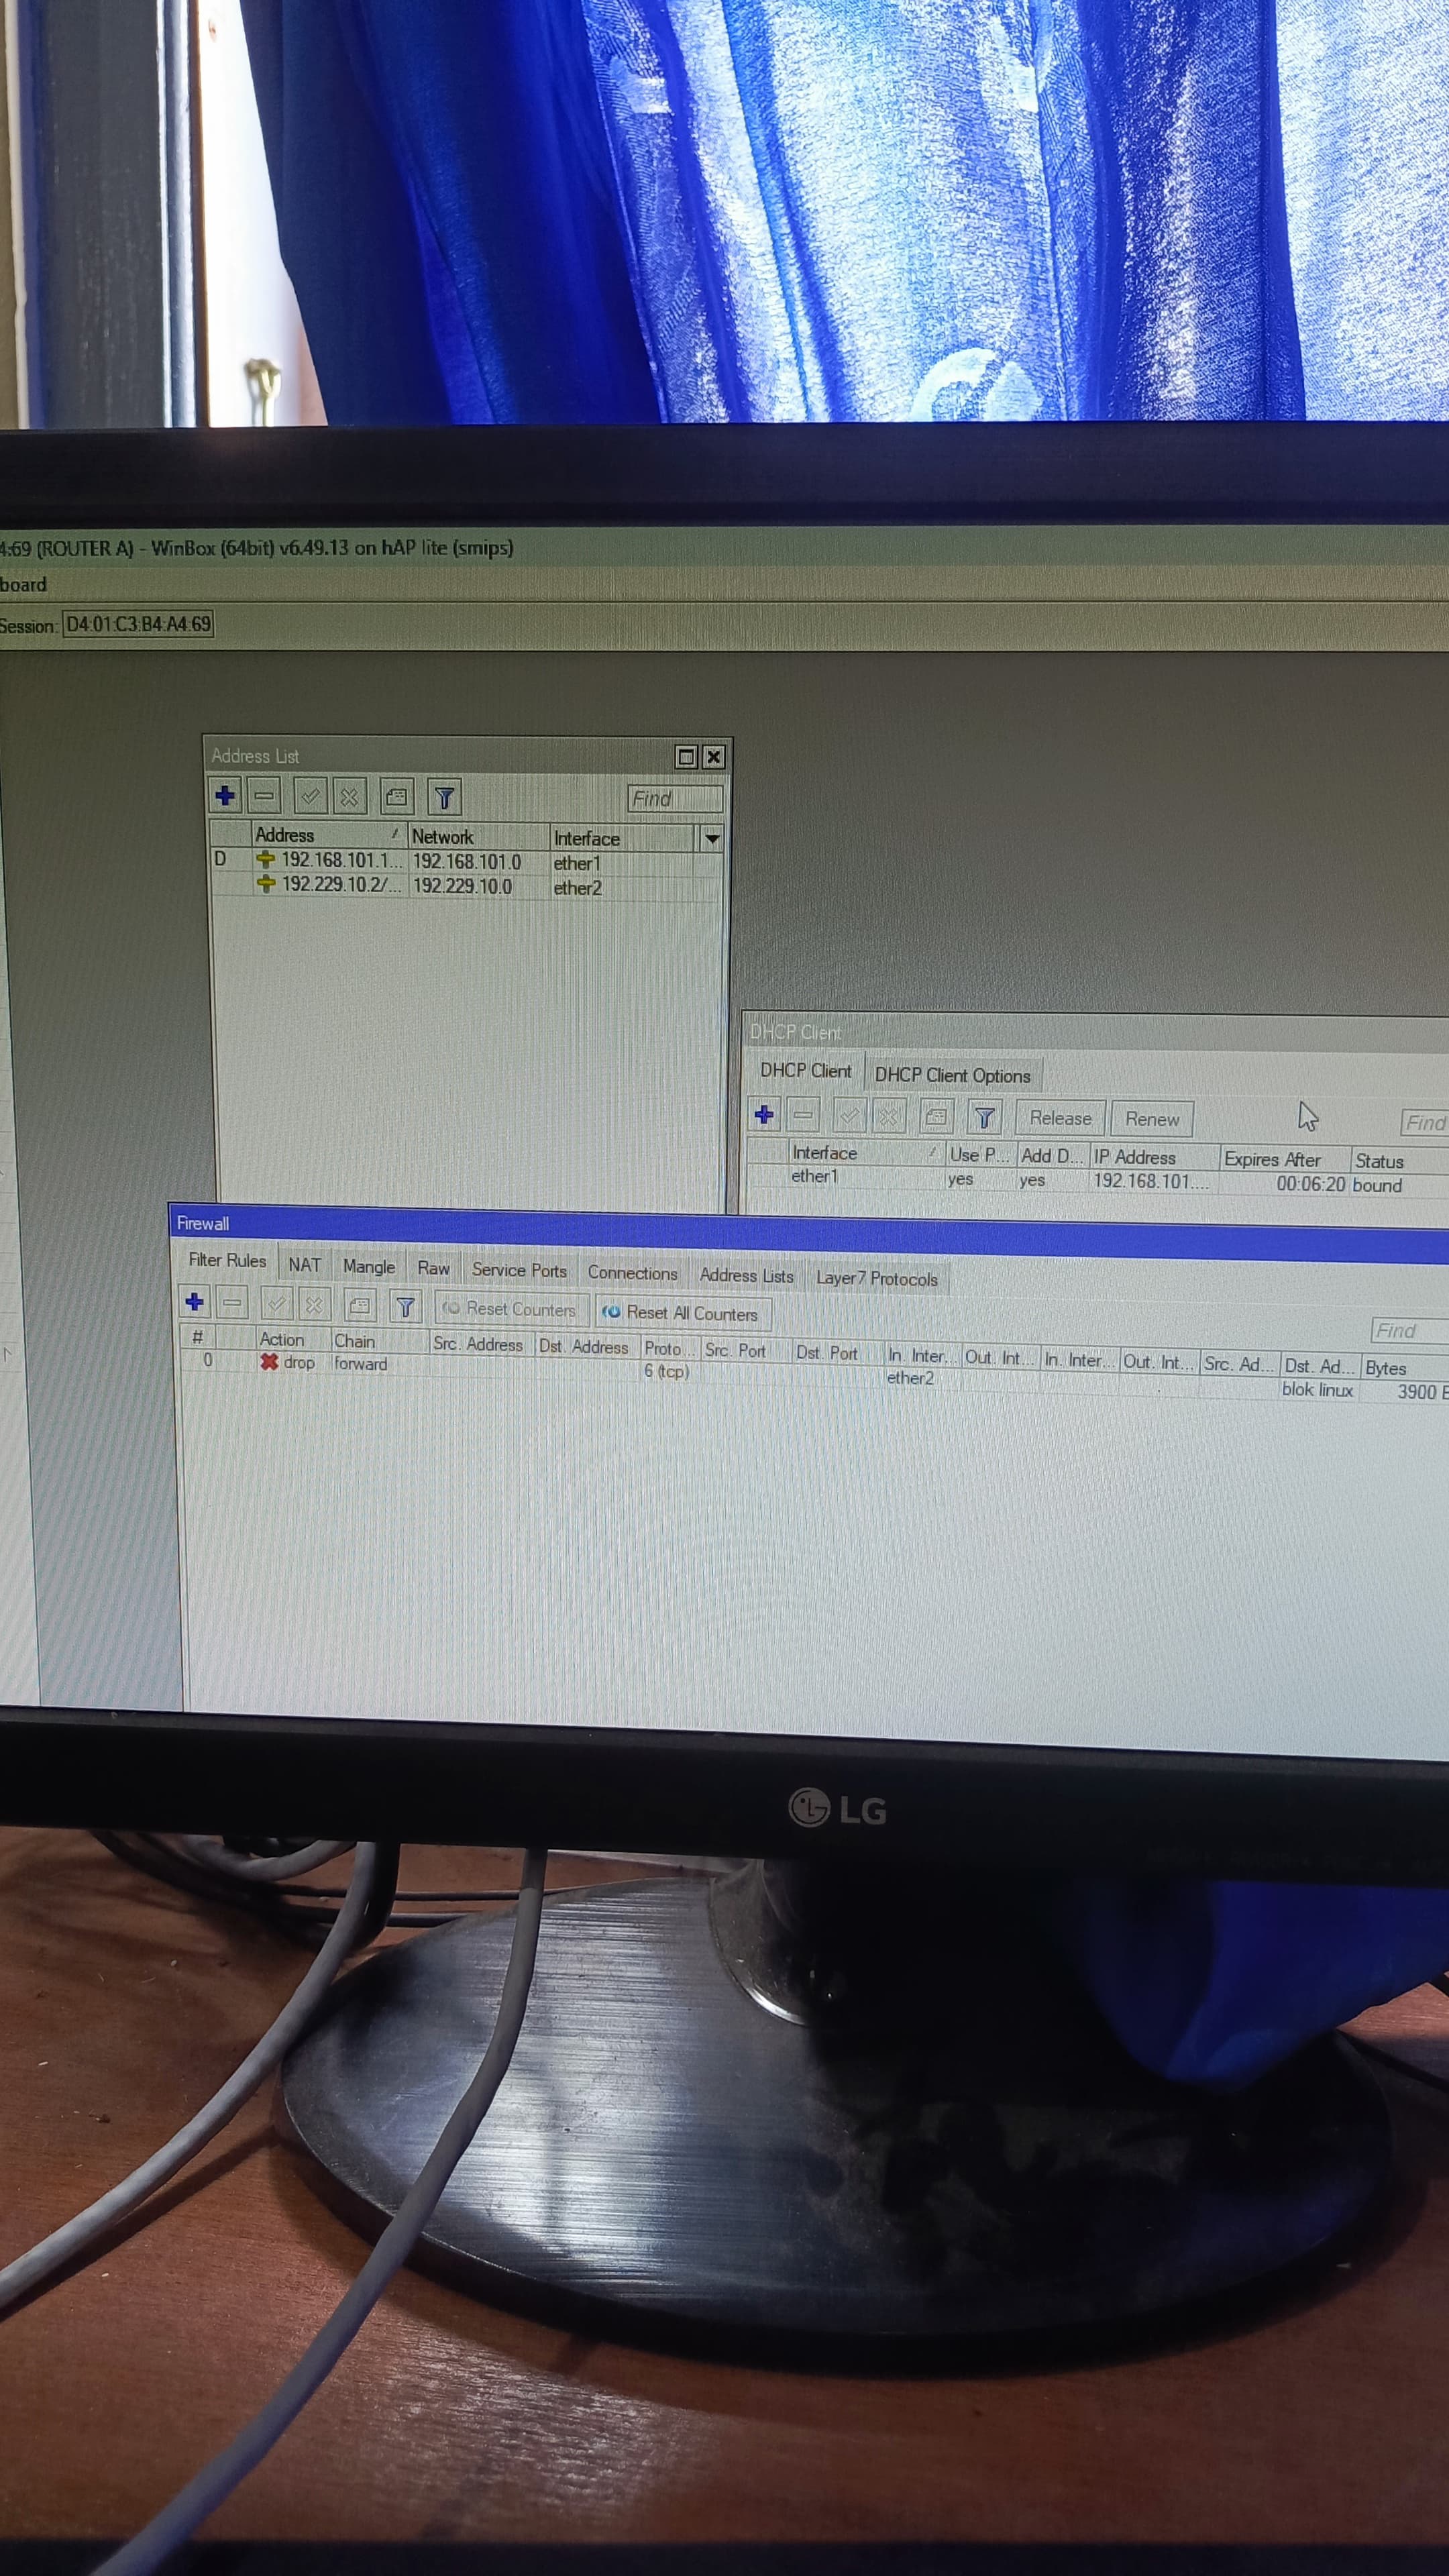 4:69 (ROUTER A) - WinBox (64bit) v6.49.13 on hAP lite (smips)
board
Session: D4:01:C3:B4:A4:69
Address List
Find
Address Network Interface
D 192.168.101.1... 192.168.101.0 ether1
192.229.10.2/... 192.229.10.0 ether2
DHCP Client
DHCP Client DHCP Client Options
Release Renew Find
Interface Use P... Add D... IP Address Expires After Status
ether1 yes yes 192.168.101.... 00:06:20 bound
Firewall
Filter Rules NAT Mangle Raw Service Ports Connections Address Lists Layer7 Protocols
Reset Counters Reset All Counters Find
# Action Chain Src. Address Dst. Address Proto... Src. Port Dst. Port In. Inter... Out. Int... In. Inter... Out. Int... Src. Ad... Dst. Ad... Bytes
0 drop forward 6 (tcp) ether2 blok linux 3900 B
LG